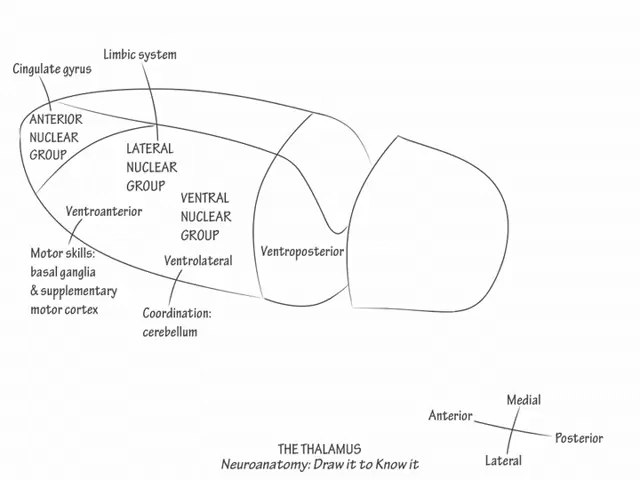 Limbic system
Cingulate gyrus
ANTERIOR
NUCLEAR
GROUP
LATERAL
NUCLEAR
GROUP
VENTRAL
NUCLEAR
GROUP
Ventroanterior
Motor skills:
basal ganglia
& supplementary
motor cortex
Ventrolateral
Coordination:
cerebellum
Ventroposterior
Medial
Anterior
Posterior
Lateral
THE THALAMUS
Neuroanatomy: Draw it to Know it